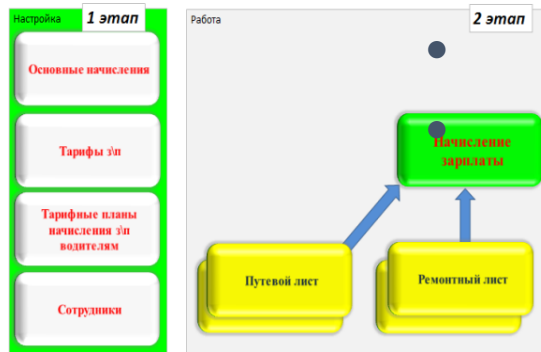 Настройка
1 этап
Основные начисления
Тарифы з\п
Тарифные планы
начисления з\п
водителям
Сотрудники
Работа
2 этап
Начисление
зарплаты
Путевой лист
Ремонтный лист